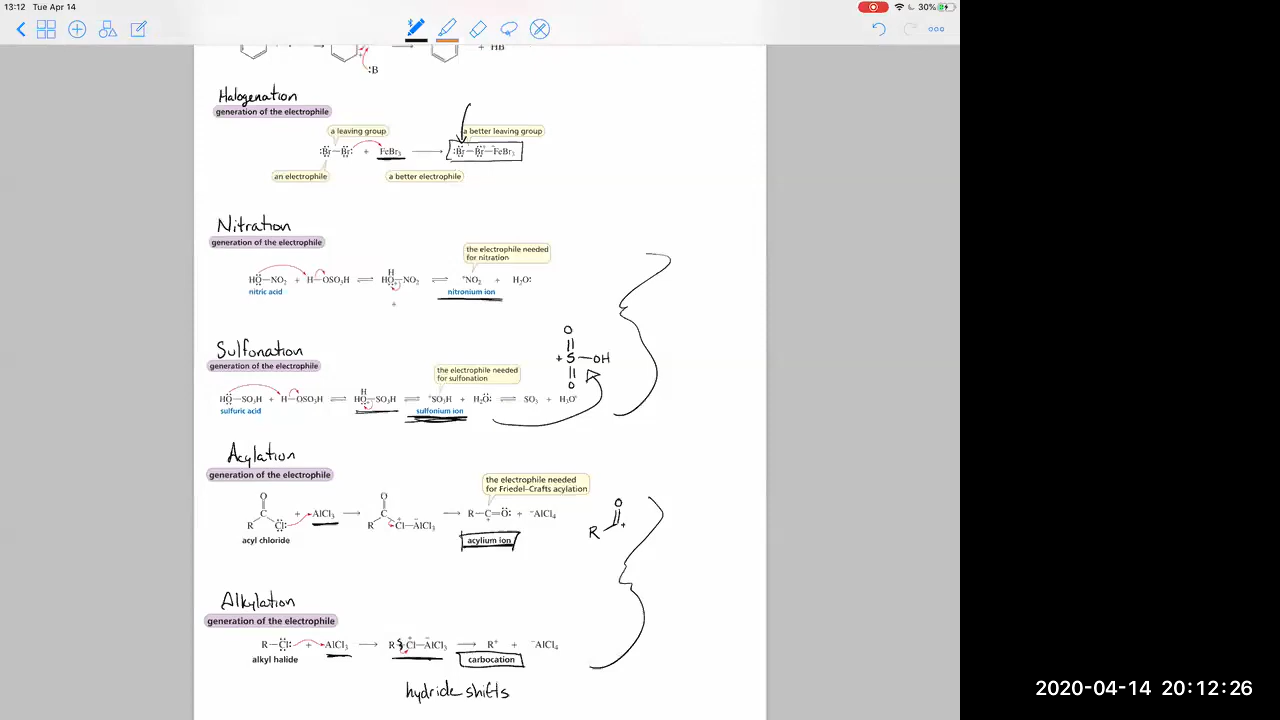 13:12 Tue Apr 14 30%
+ HB
:B
Halogenation
generation of the electrophile
a leaving group a better leaving group
:Br—Br: + FeBr₃ ⟶ :Br—Br⁺—⁻FeBr₃
an electrophile a better electrophile
Nitration
generation of the electrophile
the electrophile needed
for nitration
H
HO—NO₂ + H—OSO₃H ⇌ HO⁺—NO₂ ⇌ ⁺NO₂ + H₂O:
nitric acid nitronium ion
+
O
Sulfonation
+S—OH
generation of the electrophile
the electrophile needed
for sulfonation
O
H
HO—SO₃H + H—OSO₃H ⇌ HO⁺—SO₃H ⇌ ⁺SO₃H + H₂O: ⇌ SO₃ + H₃O⁺
sulfuric acid sulfonium ion
Acylation
generation of the electrophile
the electrophile needed
for Friedel–Crafts acylation
O O O
C + AlCl₃ ⟶ C ⟶ R—C⁺=O: + ⁻AlCl₄
R Cl: R Cl⁺—⁻AlCl₃ R +
acyl chloride acylium ion
Alkylation
generation of the electrophile
R—Cl: + AlCl₃ ⟶ R—Cl⁺—⁻AlCl₃ ⟶ R⁺ + ⁻AlCl₄
alkyl halide carbocation
hydride shifts
2020-04-14 20:12:26